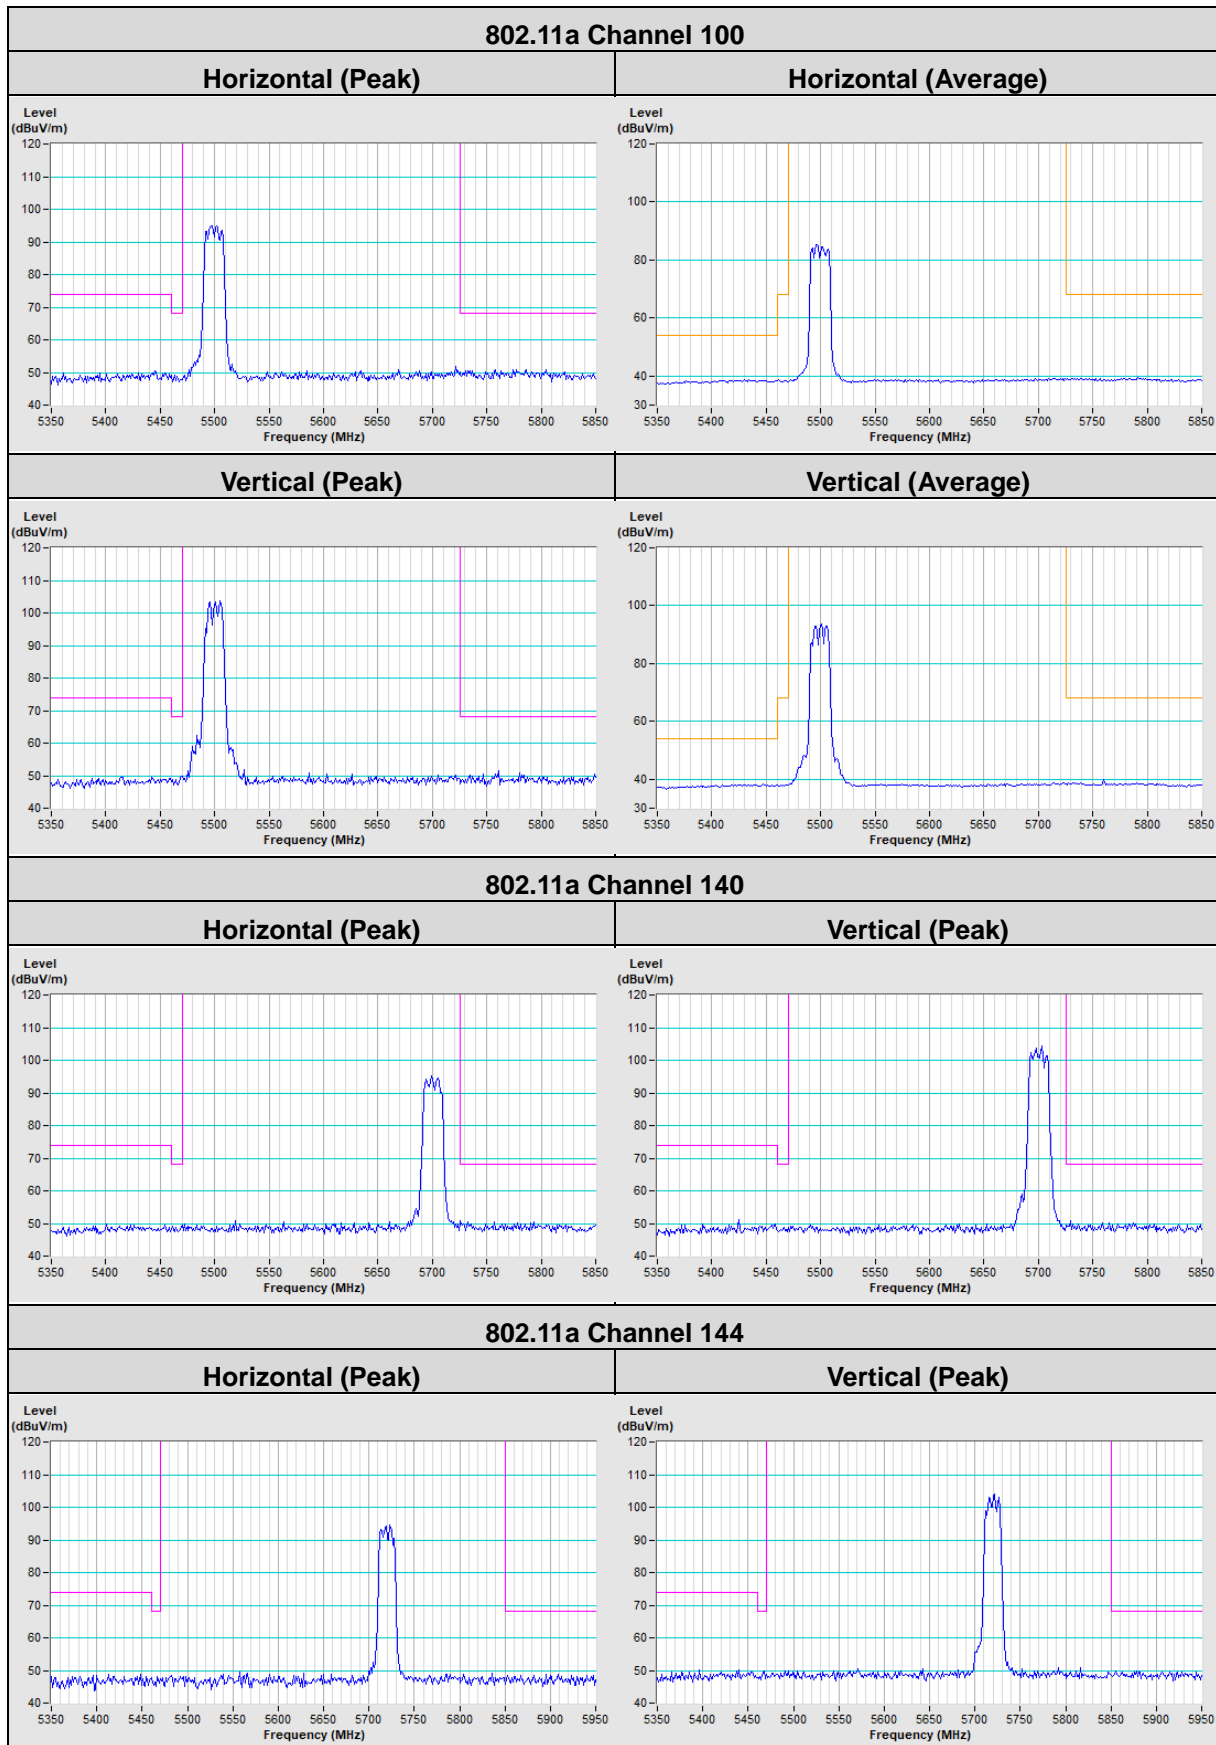 802.11a Channel 100
Horizontal (Peak) Horizontal (Average)
Level Level
(dBuV/m) (dBuV/m)
120 120
110
100 100
90
80 80
70
60 60
50
40 40
30
5350 5400 5450 5500 5550 5600 5650 5700 5750 5800 5850 5350 5400 5450 5500 5550 5600 5650 5700 5750 5800 5850
Frequency (MHz) Frequency (MHz)
Vertical (Peak) Vertical (Average)
Level Level
(dBuV/m) (dBuV/m)
120 120
110
100 100
90
80 80
70
60 60
50
40 40
30
5350 5400 5450 5500 5550 5600 5650 5700 5750 5800 5850 5350 5400 5450 5500 5550 5600 5650 5700 5750 5800 5850
Frequency (MHz) Frequency (MHz)
802.11a Channel 140
Horizontal (Peak) Vertical (Peak)
Level Level
(dBuV/m) (dBuV/m)
120 120
110 110
100 100
90 90
80 80
70 70
60 60
50 50
40 40
5350 5400 5450 5500 5550 5600 5650 5700 5750 5800 5850 5350 5400 5450 5500 5550 5600 5650 5700 5750 5800 5850
Frequency (MHz) Frequency (MHz)
802.11a Channel 144
Horizontal (Peak) Vertical (Peak)
Level Level
(dBuV/m) (dBuV/m)
120 120
110 110
100 100
90 90
80 80
70 70
60 60
50 50
40 40
5350 5400 5450 5500 5550 5600 5650 5700 5750 5800 5850 5900 5950 5350 5400 5450 5500 5550 5600 5650 5700 5750 5800 5850 5900 5950
Frequency (MHz) Frequency (MHz)